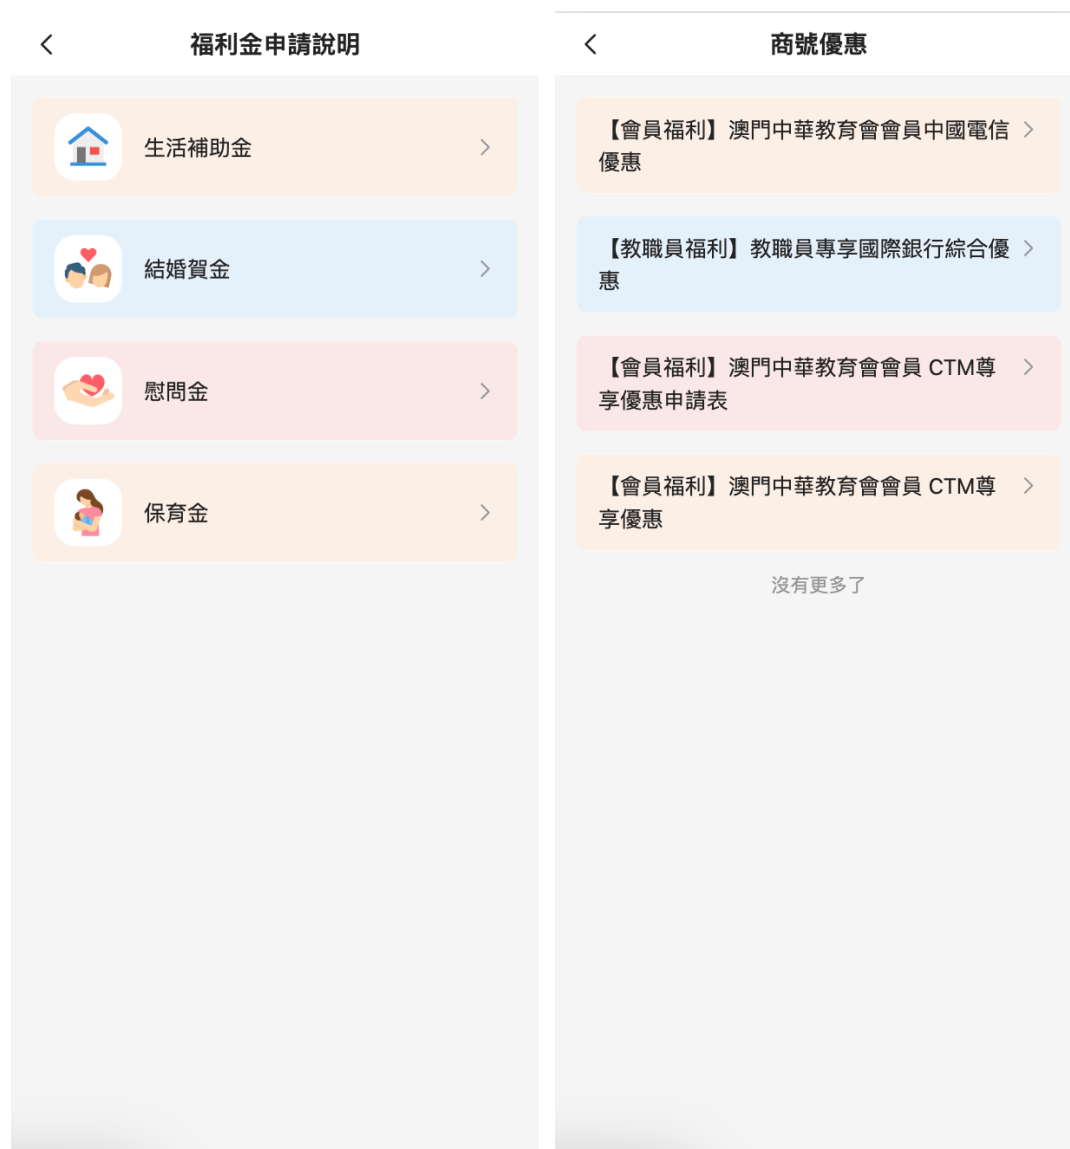 福利金申請說明
生活補助金
結婚賀金
慰問金
保育金
商號優惠
【會員福利】澳門中華教育會會員中國電信
優惠
【教職員福利】教職員專享國際銀行綜合優
惠
【會員福利】澳門中華教育會會員 CTM尊
享優惠申請表
【會員福利】澳門中華教育會會員 CTM尊
享優惠
沒有更多了